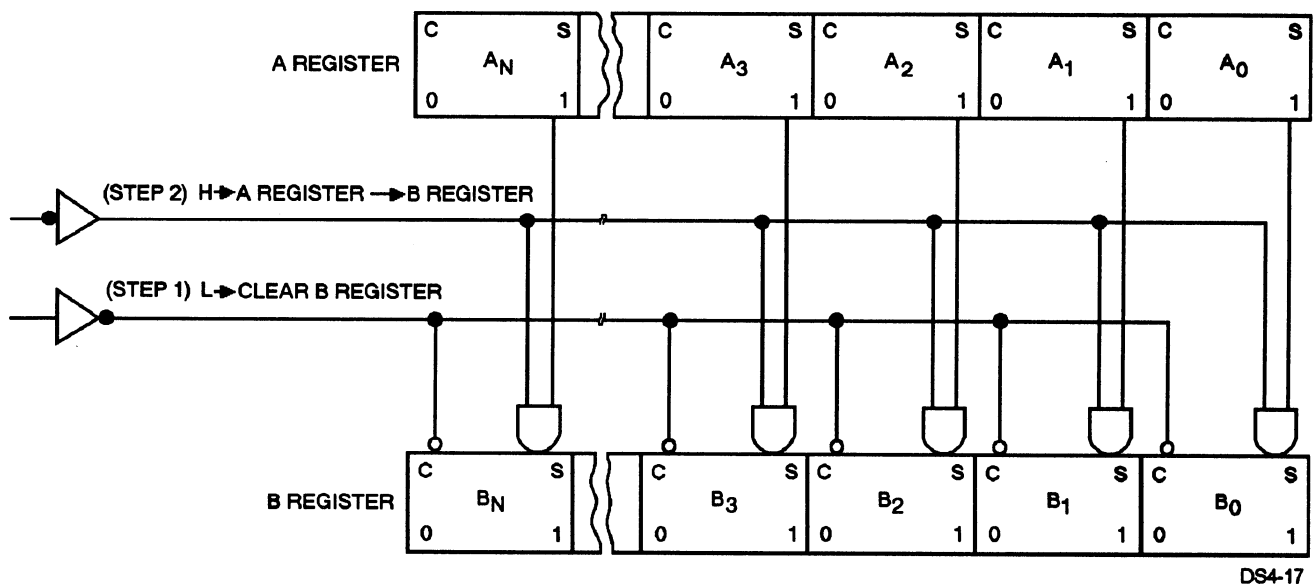 C S C S C S C S C S
A REGISTER A_N A_3 A_2 A_1 A_0
0 1 0 1 0 1 0 1 0 1
(STEP 2) H→A REGISTER →B REGISTER
(STEP 1) L→CLEAR B REGISTER
C S C S C S C S C S
B REGISTER B_N B_3 B_2 B_1 B_0
0 1 0 1 0 1 0 1 0 1
DS4-17